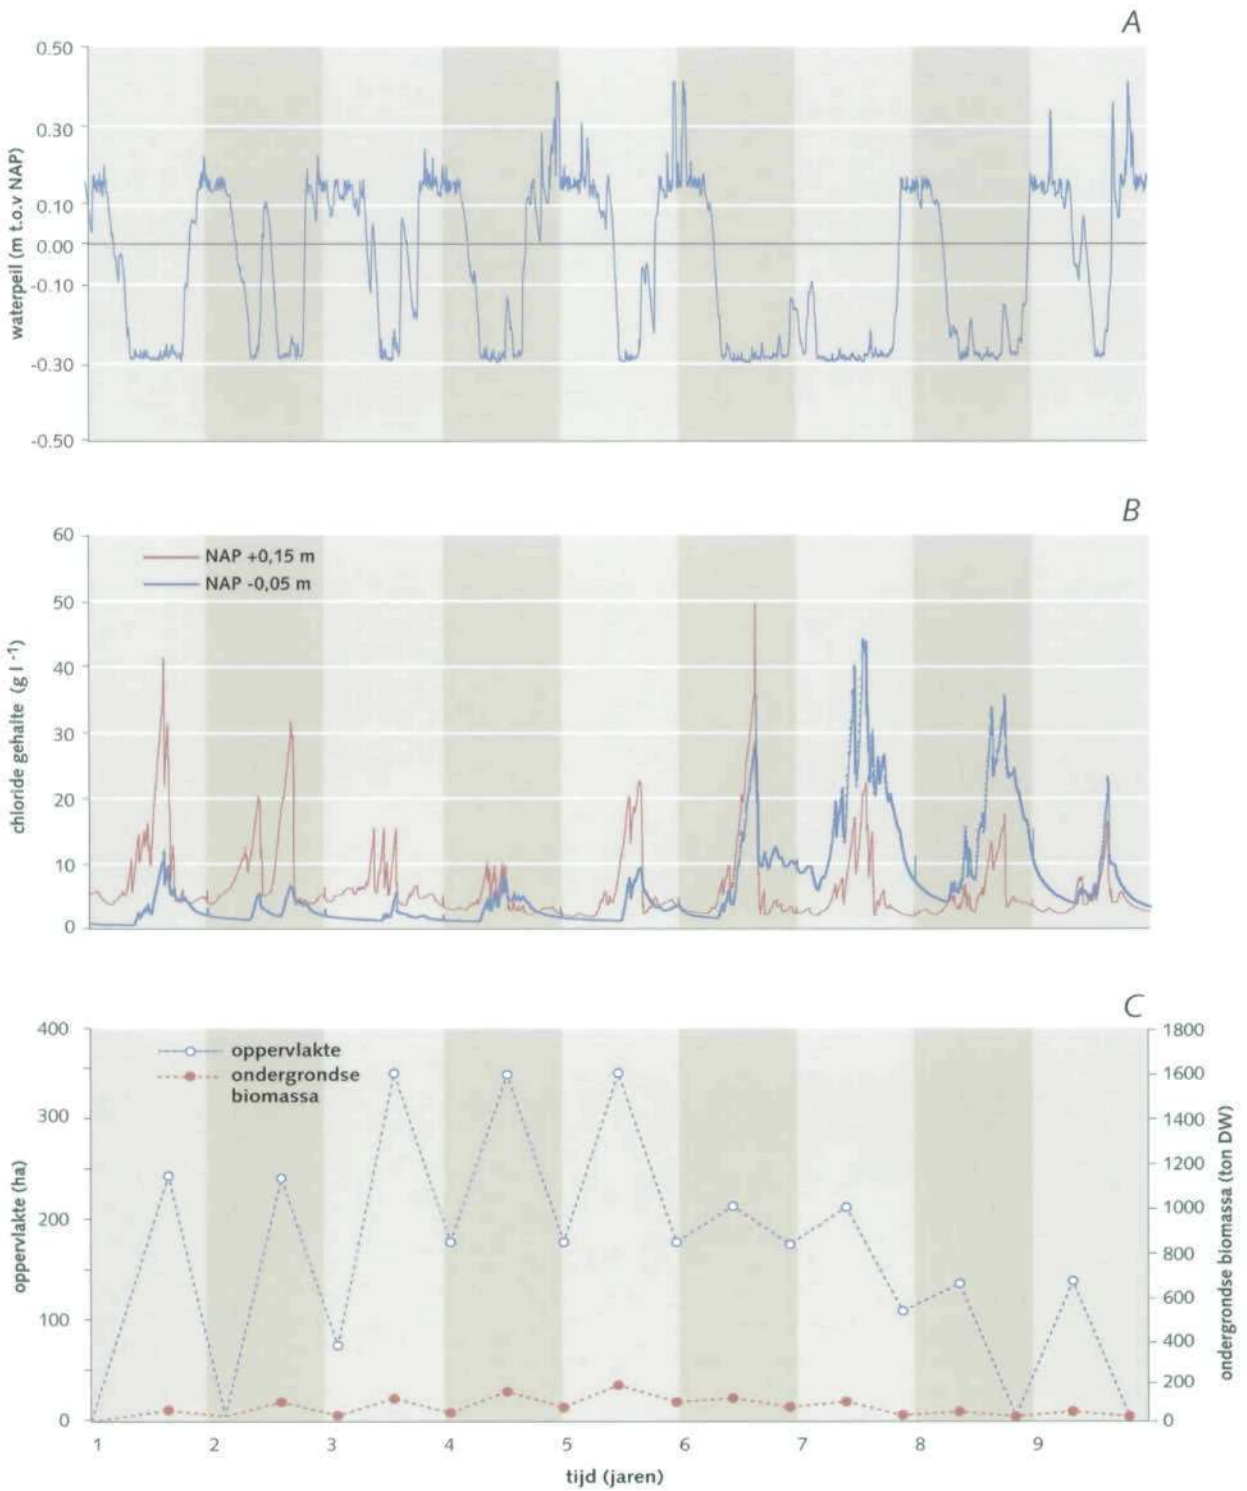 A
0.50
0.30
0.10
0.00
-0.10
-0.30
-0.50
waterpeil (m t.o.v NAP)
B
60
50
40
30
20
10
0
chloride gehalte (g l -1)
NAP +0,15 m
NAP -0,05 m
C
400
300
200
100
0
oppervlakte (ha)
oppervlakte
ondergrondse
biomassa
1800
1600
1400
1200
1000
800
600
400
200
0
ondergrondse biomassa (ton DW)
1 2 3 4 5 6 7 8 9
tijd (jaren)